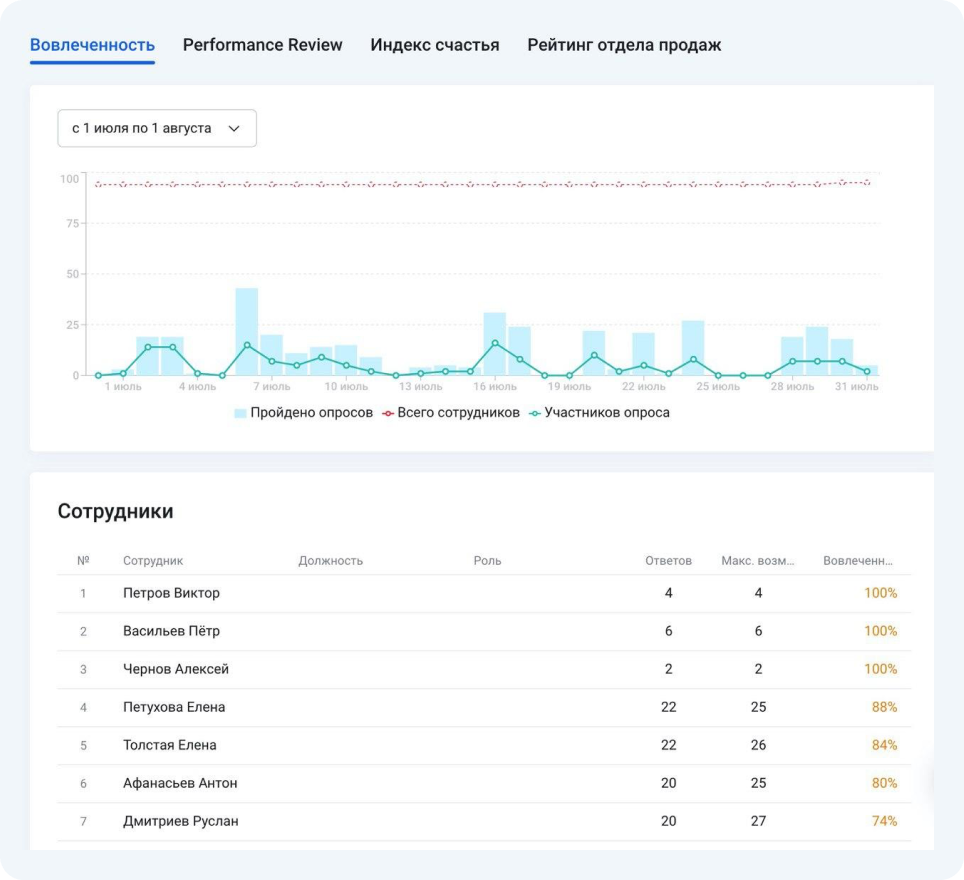 Вовлеченность Performance Review Индекс счастья Рейтинг отдела продаж
с 1 июля по 1 августа
100
75
50
25
0
1 июль 4 июль 7 июль 10 июль 13 июль 16 июль 19 июль 22 июль 25 июль 28 июль 31 июль
Пройдено опросов Всего сотрудников Участников опроса
Сотрудники
№ Сотрудник Должность Роль Ответов Макс. возм... Вовлеченн...
1 Петров Виктор 4 4 100%
2 Васильев Пётр 6 6 100%
3 Чернов Алексей 2 2 100%
4 Петухова Елена 22 25 88%
5 Толстая Елена 22 26 84%
6 Афанасьев Антон 20 25 80%
7 Дмитриев Руслан 20 27 74%